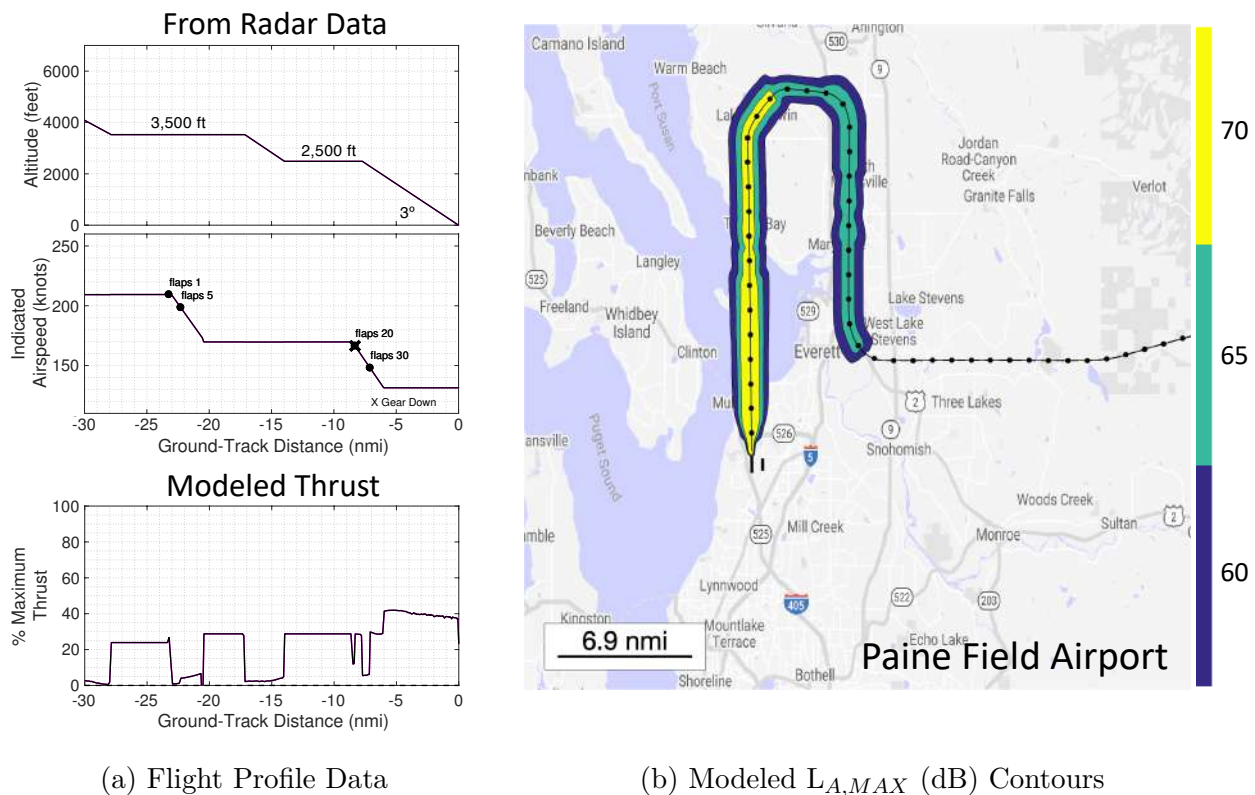 From Radar Data
6000
4000
2000
0
Altitude (feet)
3,500 ft
2,500 ft
3º
250
200
150
Indicated
Airspeed (knots)
flaps 1
flaps 5
flaps 20
flaps 30
X Gear Down
-30 -25 -20 -15 -10 -5 0
Ground-Track Distance (nmi)
Modeled Thrust
100
80
60
40
20
0
% Maximum
Thrust
-30 -25 -20 -15 -10 -5 0
Ground-Track Distance (nmi)
(a) Flight Profile Data
Camano Island
Arlington
530
9
Warm Beach
Port Susan
Jordan
Road-Canyon
Creek
Granite Falls
Verlot
Beverly Beach
Langley
525
Freeland
Whidbey
Island
Clinton
529
Everett
Lake Stevens
West Lake
Stevens
2
Three Lakes
526
5
9
Snohomish
Puget Sound
Woods Creek
Sultan
2
Mill Creek
525
Monroe
Lynnwood
405
522
203
Kingston
Mountlake
Terrace
Echo Lake
Shoreline
Bothell
6.9 nmi
Paine Field Airport
70
65
60
(b) Modeled L<sub>A,MAX</sub> (dB) Contours